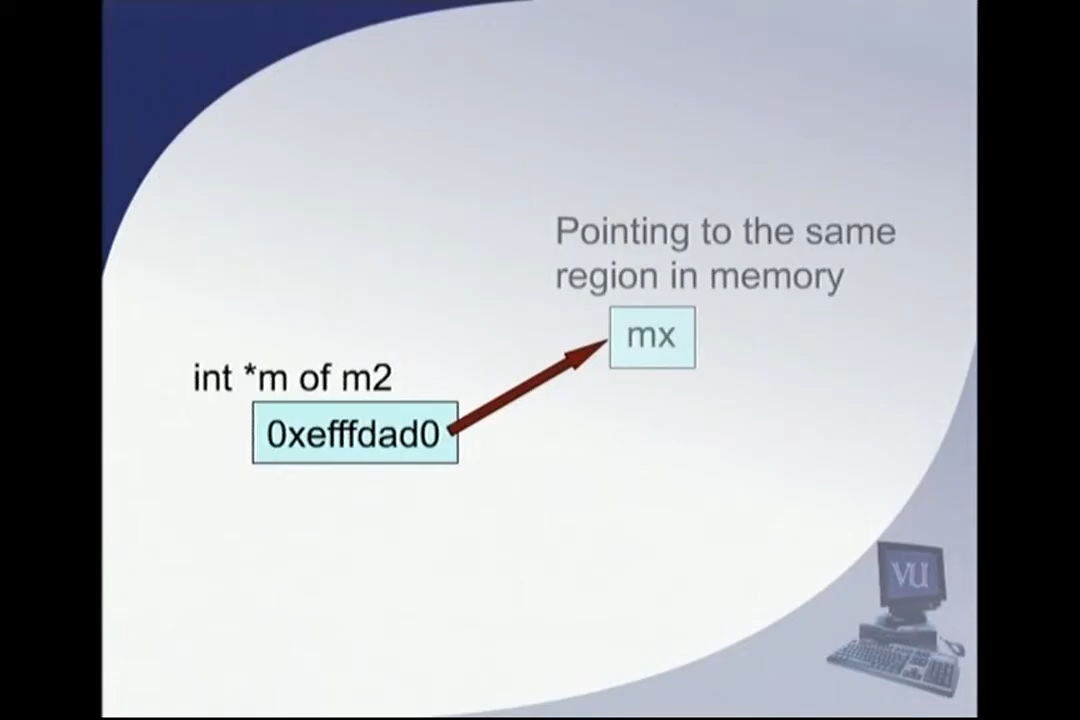 Pointing to the same
region in memory
mx
int *m of m2
0xefffdad0
VU